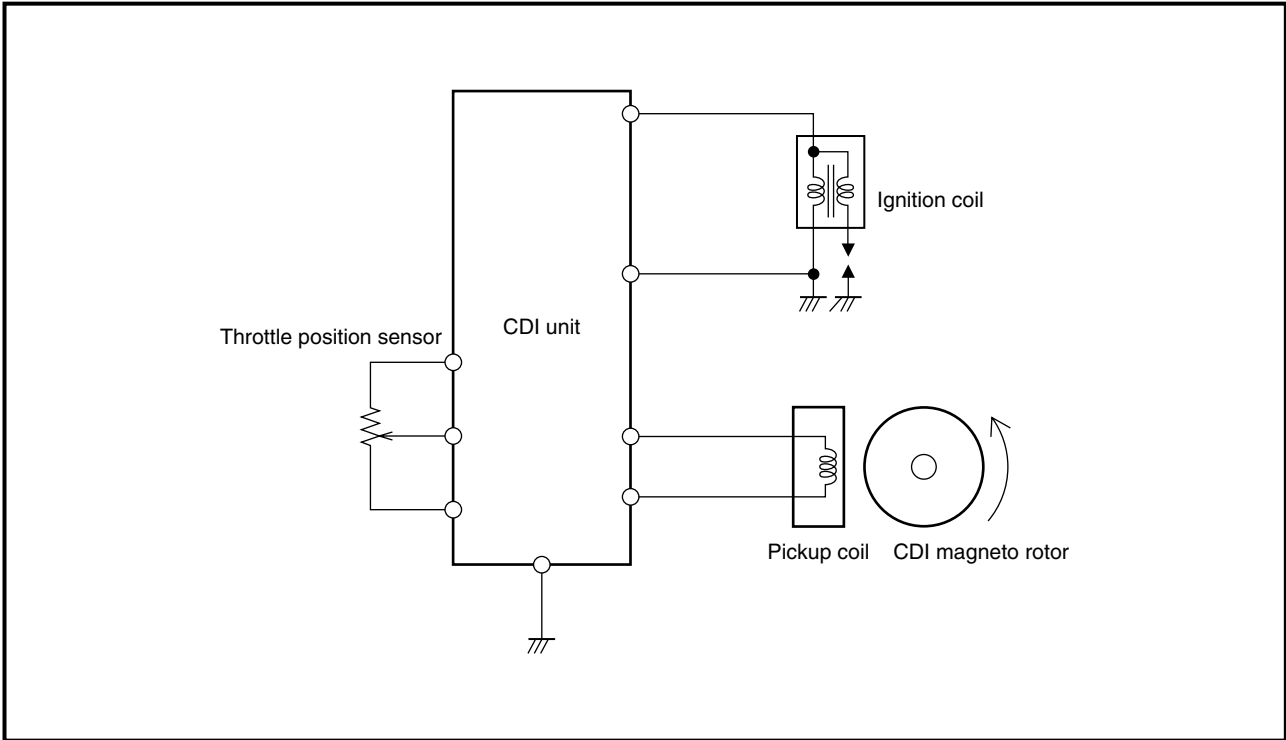 Ignition coil
CDI unit
Throttle position sensor
Pickup coil
CDI magneto rotor